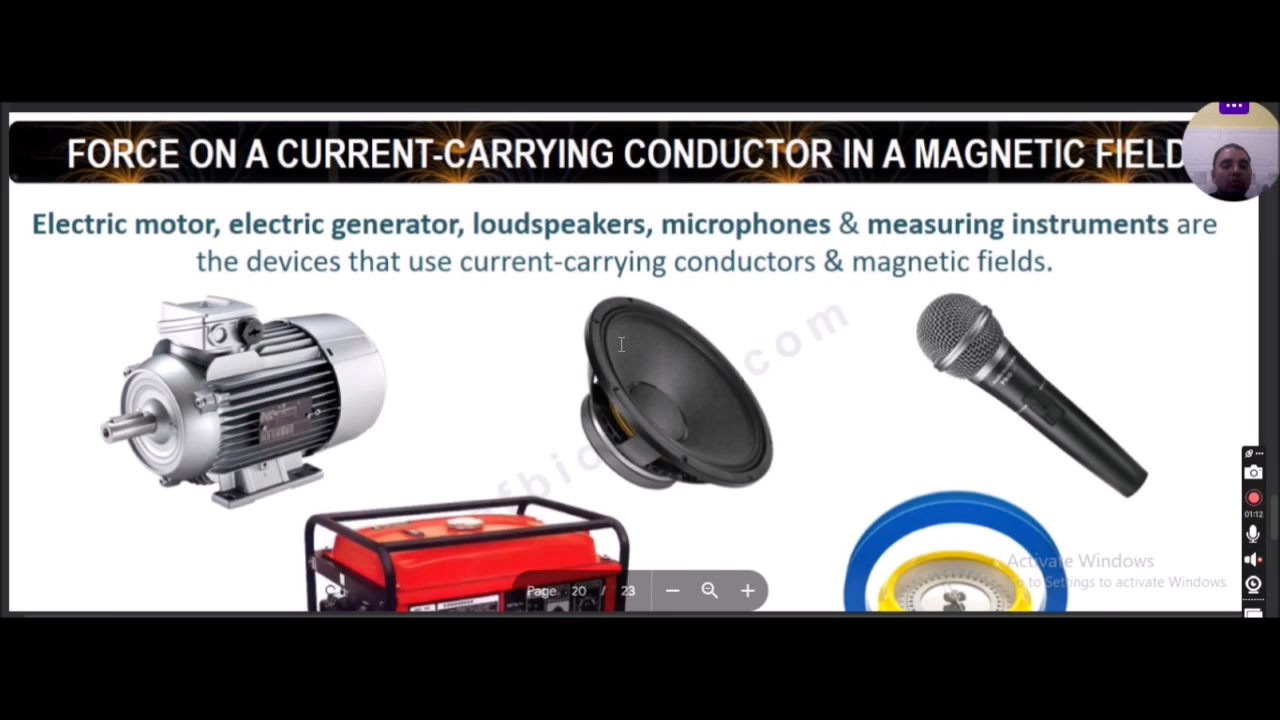 FORCE ON A CURRENT-CARRYING CONDUCTOR IN A MAGNETIC FIELD
Electric motor, electric generator, loudspeakers, microphones & measuring instruments are
the devices that use current-carrying conductors & magnetic fields.
01:12
Activate Windows
Go to Settings to activate Windows.
Page 20 / 23